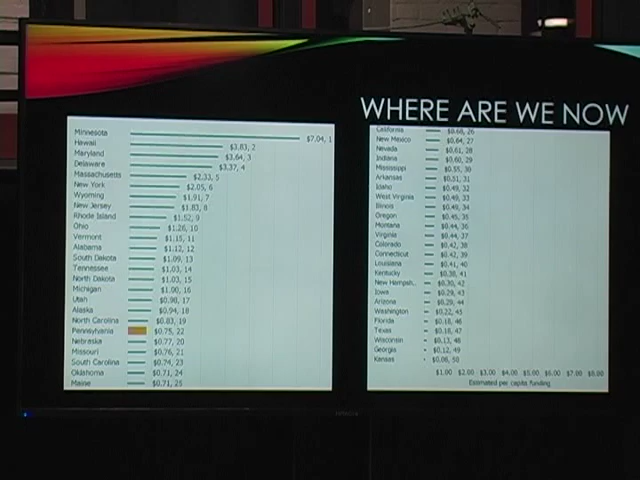 WHERE ARE WE NOW
Minnesota $7.04, 1
Hawaii $3.83, 2
Maryland $3.64, 3
Delaware $3.37, 4
Massachusetts $2.33, 5
New York $2.05, 6
Wyoming $1.91, 7
New Jersey $1.83, 8
Rhode Island $1.52, 9
Ohio $1.26, 10
Vermont $1.15, 11
Alabama $1.12, 12
South Dakota $1.09, 13
Tennessee $1.03, 14
North Dakota $1.03, 15
Michigan $1.00, 16
Utah $0.98, 17
Alaska $0.94, 18
North Carolina $0.83, 19
Pennsylvania $0.75, 22
Nebraska $0.77, 20
Missouri $0.76, 21
South Carolina $0.74, 23
Oklahoma $0.71, 24
Maine $0.71, 25
California $0.68, 26
New Mexico $0.64, 27
Nevada $0.61, 28
Indiana $0.60, 29
Mississippi $0.55, 30
Arkansas $0.51, 31
Idaho $0.49, 32
West Virginia $0.49, 33
Illinois $0.49, 34
Oregon $0.45, 35
Montana $0.44, 36
Virginia $0.44, 37
Colorado $0.42, 38
Connecticut $0.42, 39
Louisiana $0.41, 40
Kentucky $0.38, 41
New Hampsh.. $0.30, 42
Iowa $0.29, 43
Arizona $0.29, 44
Washington $0.22, 45
Florida $0.18, 46
Texas $0.18, 47
Wisconsin $0.13, 48
Georgia $0.12, 49
Kansas $0.08, 50
$1.00 $2.00 $3.00 $4.00 $5.00 $6.00 $7.00 $8.00
Estimated per capita funding